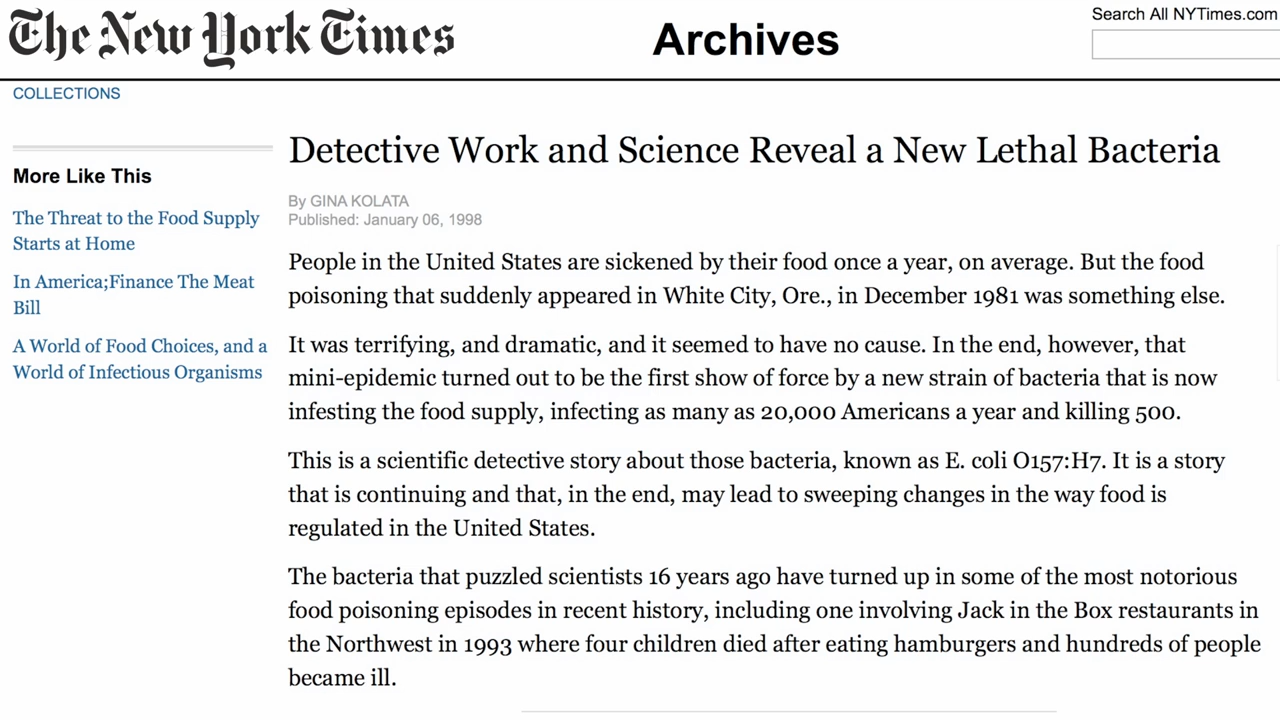 The New York Times
Archives
Search All NYTimes.com
COLLECTIONS
More Like This
The Threat to the Food Supply
Starts at Home
In America;Finance The Meat
Bill
A World of Food Choices, and a
World of Infectious Organisms
Detective Work and Science Reveal a New Lethal Bacteria
By GINA KOLATA
Published: January 06, 1998
People in the United States are sickened by their food once a year, on average. But the food
poisoning that suddenly appeared in White City, Ore., in December 1981 was something else.
It was terrifying, and dramatic, and it seemed to have no cause. In the end, however, that
mini-epidemic turned out to be the first show of force by a new strain of bacteria that is now
infesting the food supply, infecting as many as 20,000 Americans a year and killing 500.
This is a scientific detective story about those bacteria, known as E. coli O157:H7. It is a story
that is continuing and that, in the end, may lead to sweeping changes in the way food is
regulated in the United States.
The bacteria that puzzled scientists 16 years ago have turned up in some of the most notorious
food poisoning episodes in recent history, including one involving Jack in the Box restaurants in
the Northwest in 1993 where four children died after eating hamburgers and hundreds of people
became ill.